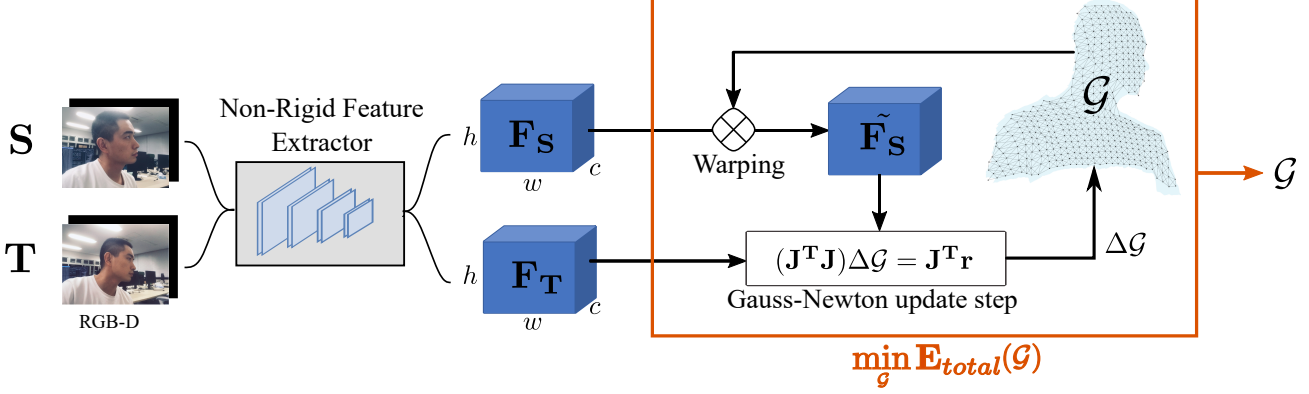 S
T
RGB-D
Non-Rigid Feature
Extractor
h
F_S
w
c
h
F_T
w
c
Warping
F̃_S
(J^T J)Δ𝒢 = J^T r
Gauss-Newton update step
Δ𝒢
𝒢
𝒢
min_𝒢 E_total(𝒢)